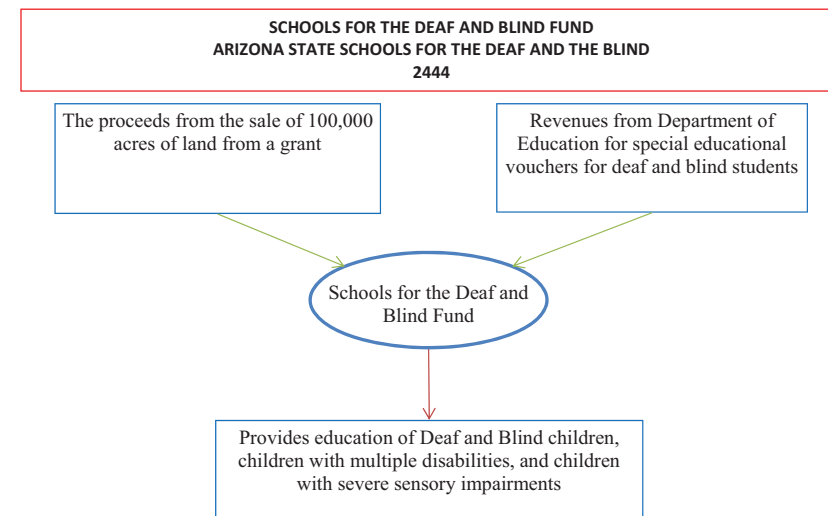 SCHOOLS FOR THE DEAF AND BLIND FUND
ARIZONA STATE SCHOOLS FOR THE DEAF AND THE BLIND
2444
The proceeds from the sale of 100,000
acres of land from a grant
Revenues from Department of
Education for special educational
vouchers for deaf and blind students
Schools for the Deaf and
Blind Fund
Provides education of Deaf and Blind children,
children with multiple disabilities, and children
with severe sensory impairments